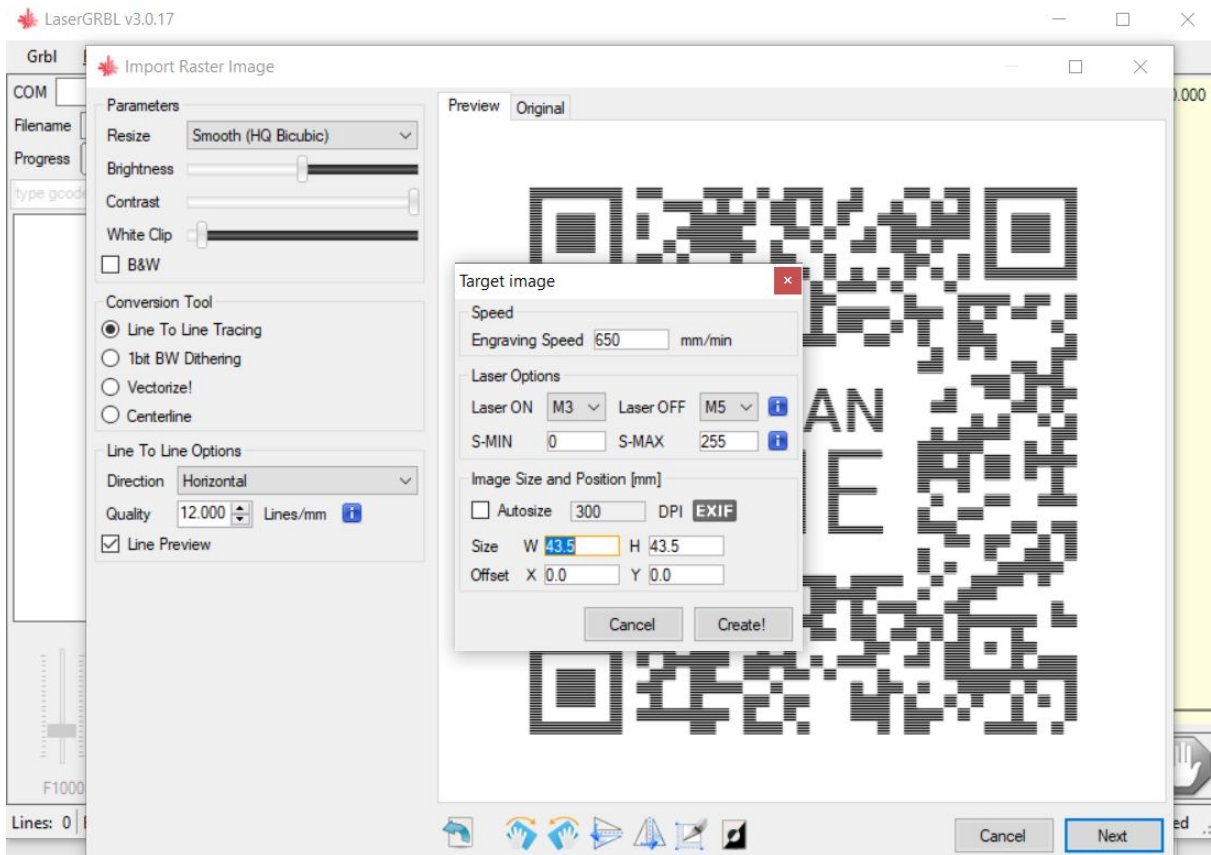 LaserGRBL v3.0.17
Grbl
Import Raster Image
COM
0.000
Filename
Progress
type gcode
Parameters
Resize Smooth (HQ Bicubic)
Brightness
Contrast
White Clip
B&W
Conversion Tool
Line To Line Tracing
1bit BW Dithering
Vectorize!
Centerline
Line To Line Options
Direction Horizontal
Quality 12.000 Lines/mm
Line Preview
Preview Original
AN
E
Target image
Speed
Engraving Speed 650 mm/min
Laser Options
Laser ON M3 Laser OFF M5
S-MIN 0 S-MAX 255
Image Size and Position [mm]
Autosize 300 DPI EXIF
Size W 43.5 H 43.5
Offset X 0.0 Y 0.0
Cancel Create!
F1000
Lines: 0
ed
Cancel Next